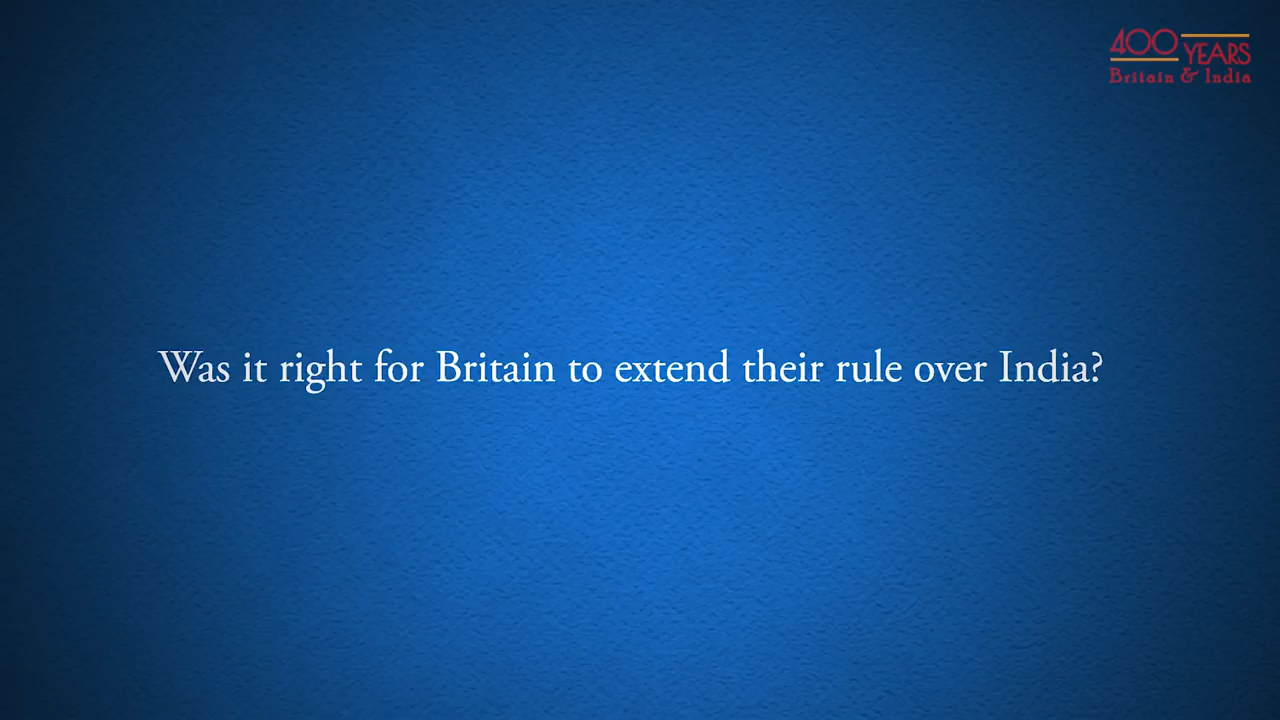 400 YEARS
Britain & India
Was it right for Britain to extend their rule over India?